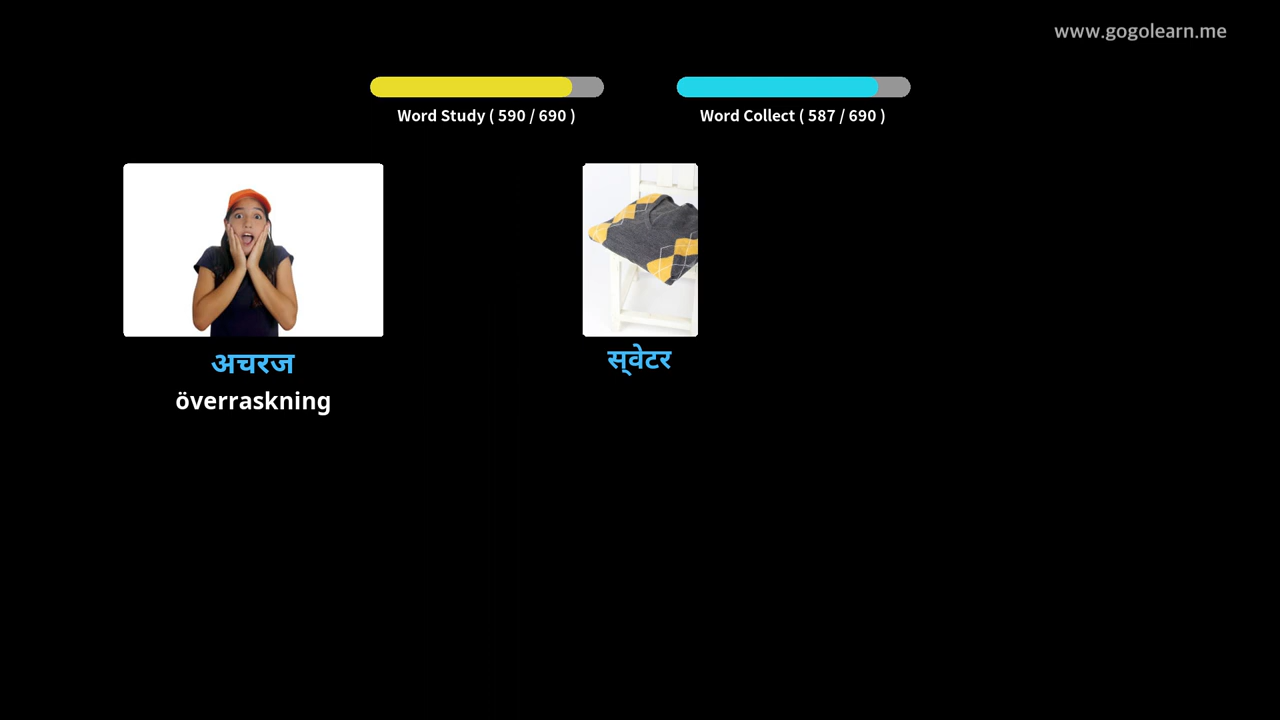 www.gogolearn.me
Word Study ( 590 / 690 )
Word Collect ( 587 / 690 )
अचरज
överraskning
स्वेटर